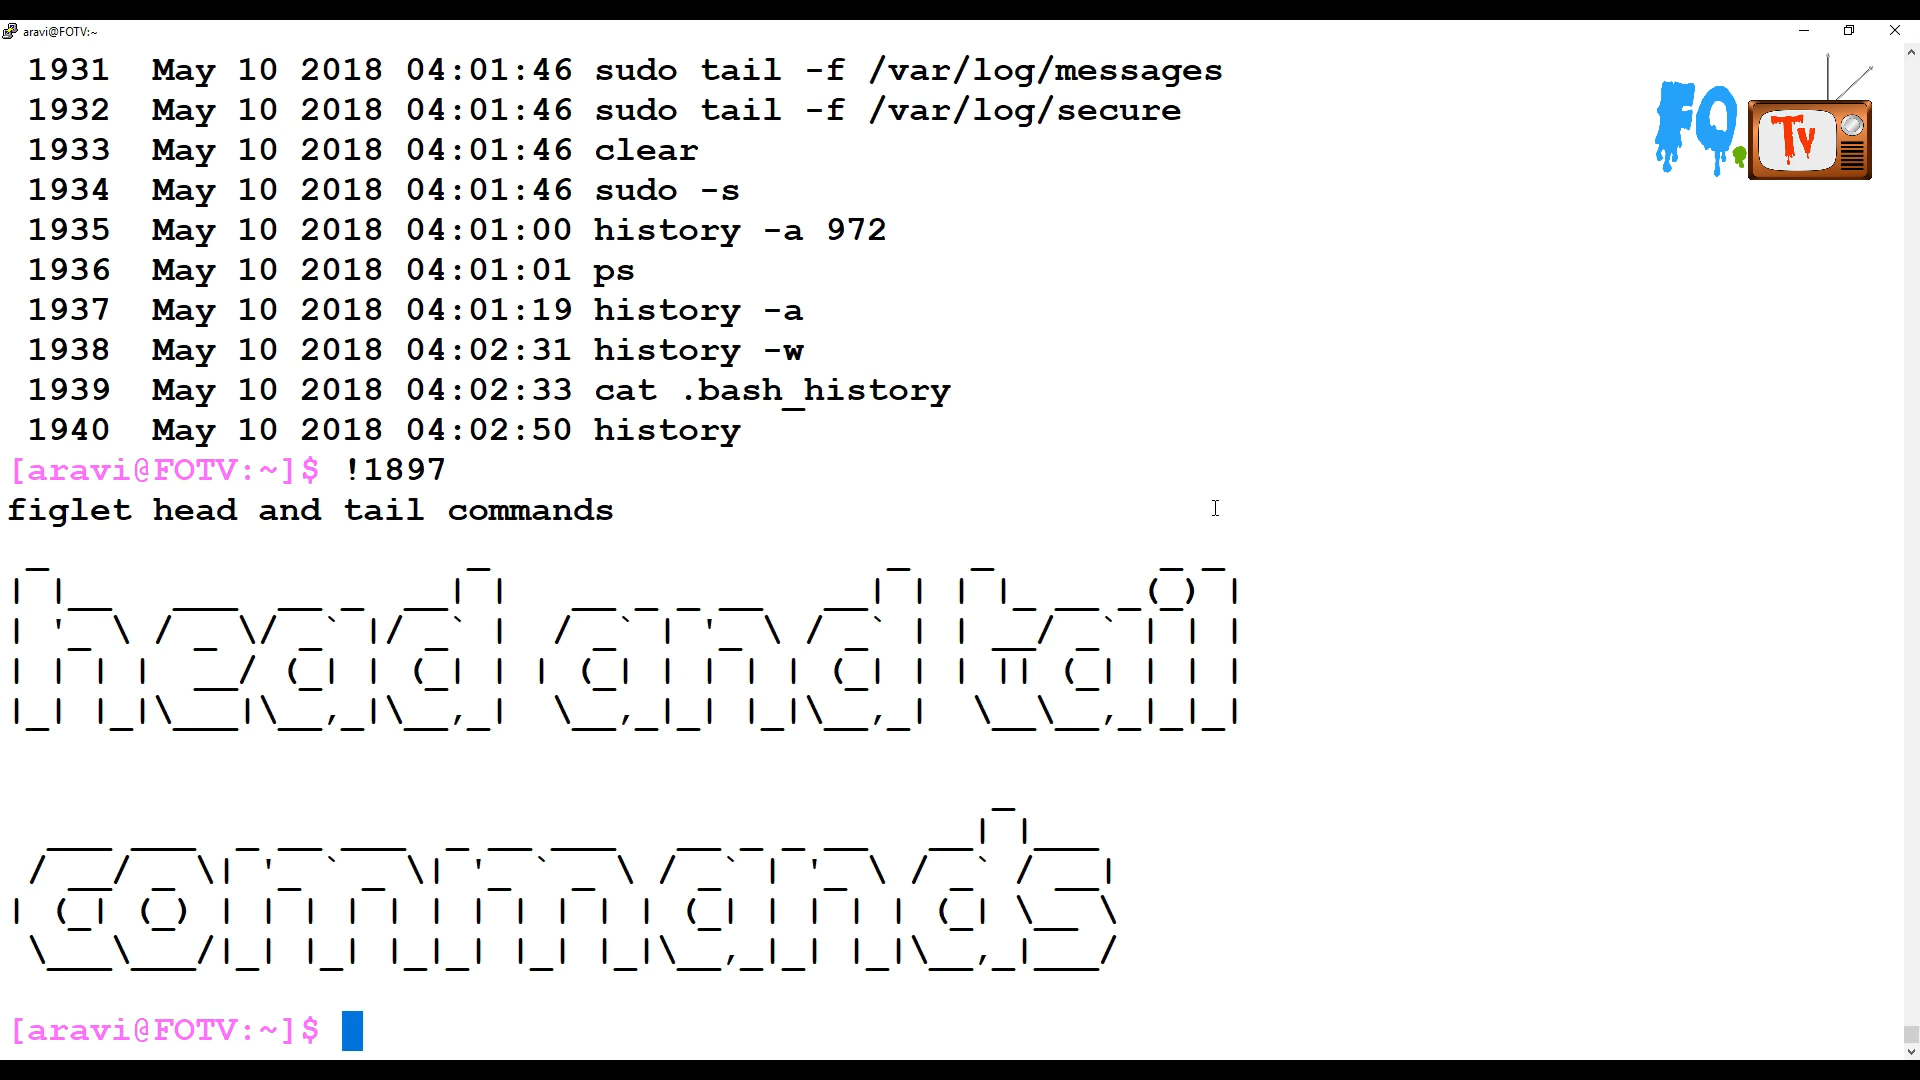 aravi@FOTV:~
1931 May 10 2018 04:01:46 sudo tail -f /var/log/messages
1932 May 10 2018 04:01:46 sudo tail -f /var/log/secure
1933 May 10 2018 04:01:46 clear
1934 May 10 2018 04:01:46 sudo -s
1935 May 10 2018 04:01:00 history -a 972
1936 May 10 2018 04:01:01 ps
1937 May 10 2018 04:01:19 history -a
1938 May 10 2018 04:02:31 history -w
1939 May 10 2018 04:02:33 cat .bash_history
1940 May 10 2018 04:02:50 history
[aravi@FOTV:~]$ !1897
figlet head and tail commands
head and tail
commands
[aravi@FOTV:~]$
FO.
Tv